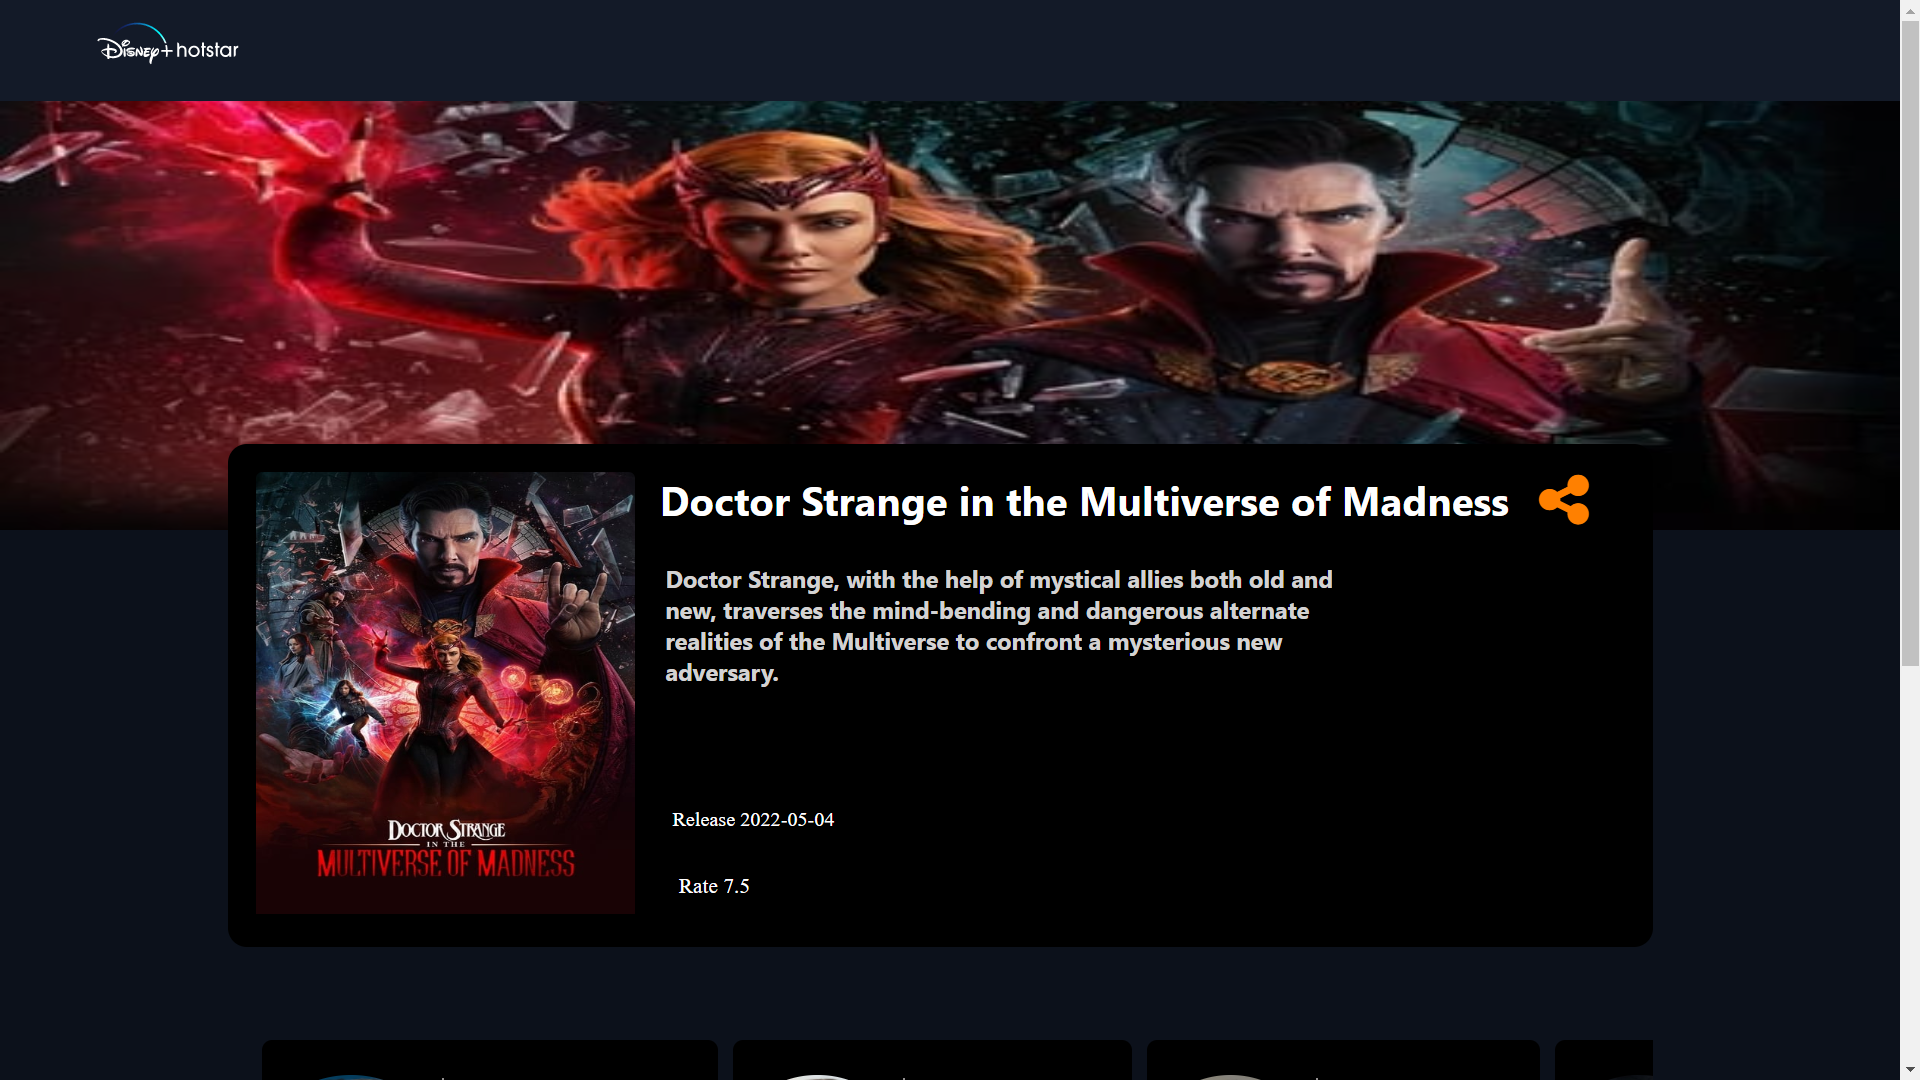 Disney+ hotstar
Doctor Strange in the Multiverse of Madness
Doctor Strange, with the help of mystical allies both old and
new, traverses the mind-bending and dangerous alternate
realities of the Multiverse to confront a mysterious new
adversary.
Release 2022-05-04
Rate 7.5
DOCTOR STRANGE
IN THE
MULTIVERSE OF MADNESS